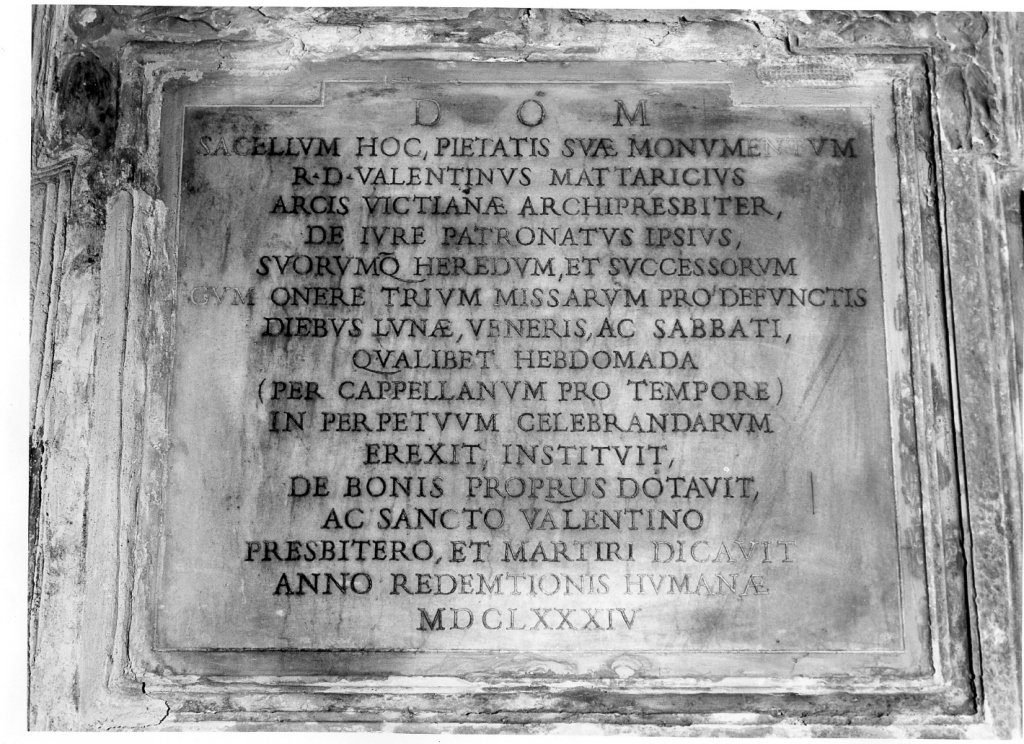 D O M
SACELLVM HOC, PIETATIS SVÆ MONVMENTVM
R·D·VALENTINVS MATTARICIVS
ARCIS VICTIANÆ ARCHIPRESBITER,
DE IVRE PATRONATVS IPSIVS,
SVORVMQ̃ HEREDVM, ET SVCCESSORVM
CVM ONERE TRIVM MISSARVM PRO DEFVNCTIS
DIEBVS LVNÆ, VENERIS, AC SABBATI,
QVALIBET HEBDOMADA
(PER CAPPELLANVM PRO TEMPORE)
IN PERPETVVM CELEBRANDARVM
EREXIT, INSTITVIT,
DE BONIS PROPRIJS DOTAVIT,
AC SANCTO VALENTINO
PRESBITERO, ET MARTIRI DICAVIT
ANNO REDEMTIONIS HVMANÆ
MDCLXXXIV